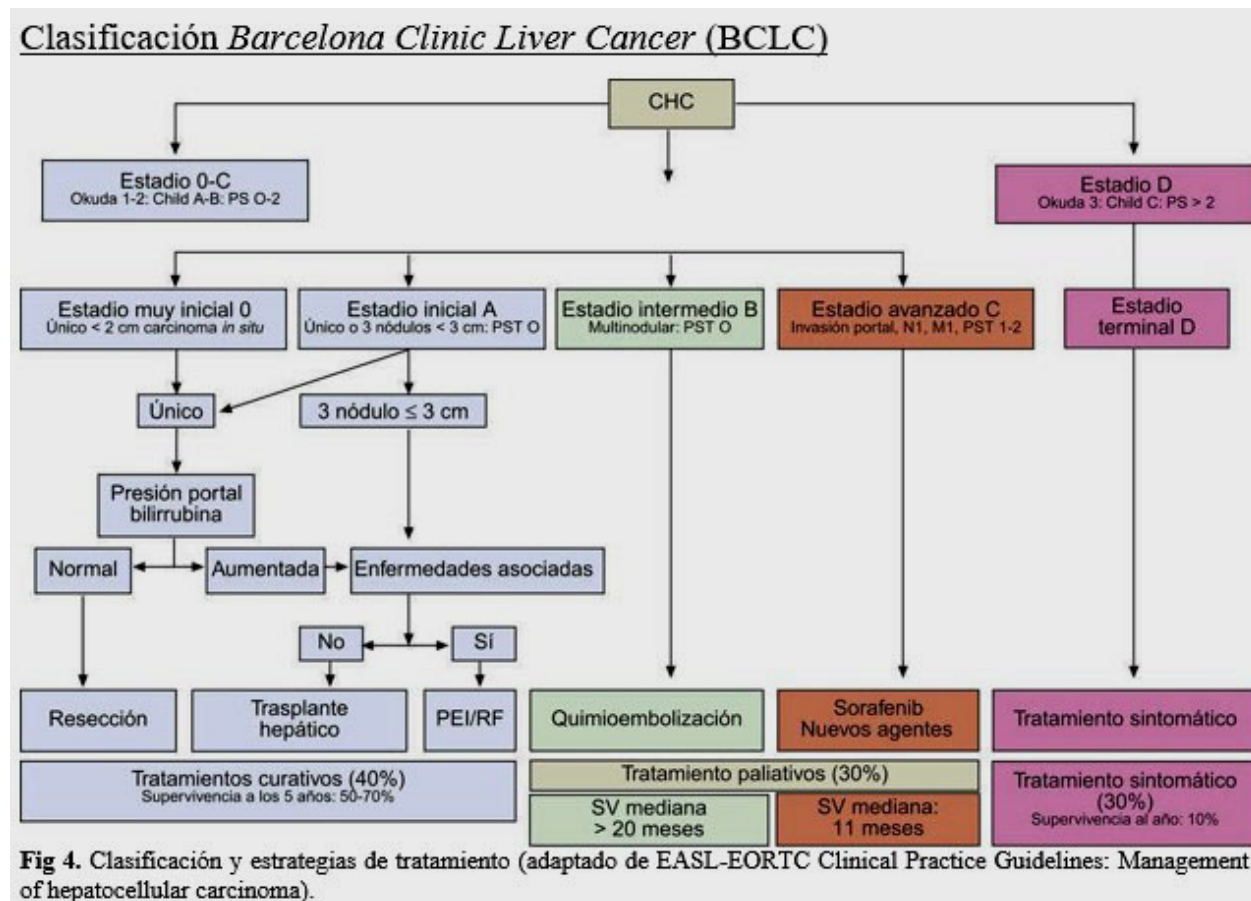 Clasificación Barcelona Clinic Liver Cancer (BCLC)
CHC
Estadio 0-C
Okuda 1-2: Child A-B: PS O-2
Estadio D
Okuda 3: Child C: PS > 2
Estadio muy inicial 0
Único < 2 cm carcinoma in situ
Estadio inicial A
Único o 3 nódulos < 3 cm: PST O
Estadio intermedio B
Multinodular: PST O
Estadio avanzado C
Invasión portal, N1, M1, PST 1-2
Estadio
terminal D
Único
3 nódulo ≤ 3 cm
Presión portal
bilirrubina
Normal
Aumentada
Enfermedades asociadas
No
Sí
Resección
Trasplante
hepático
PEI/RF
Quimioembolización
Sorafenib
Nuevos agentes
Tratamiento sintomático
Tratamientos curativos (40%)
Supervivencia a los 5 años: 50-70%
Tratamiento paliativos (30%)
SV mediana
> 20 meses
SV mediana:
11 meses
Tratamiento sintomático
(30%)
Supervivencia al año: 10%
Fig 4. Clasificación y estrategias de tratamiento (adaptado de EASL-EORTC Clinical Practice Guidelines: Management
of hepatocellular carcinoma).